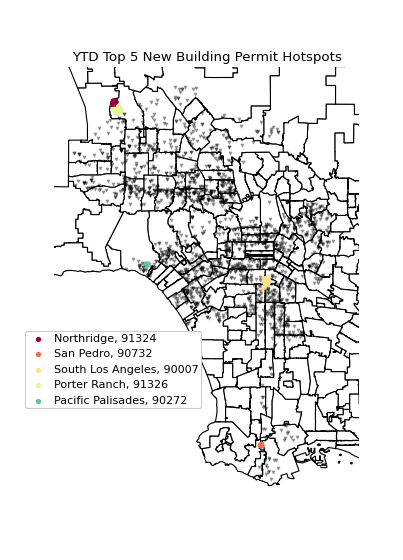 YTD Top 5 New Building Permit Hotspots
Northridge, 91324
San Pedro, 90732
South Los Angeles, 90007
Porter Ranch, 91326
Pacific Palisades, 90272